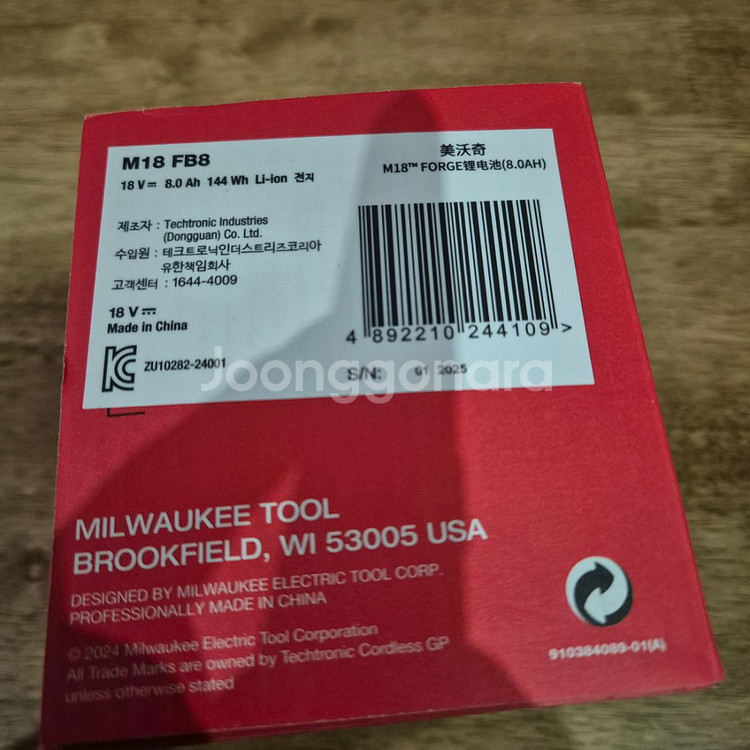 M18 FB8
18 V⎓ 8.0 Ah 144 Wh Li-ion 전지
美沃奇
M18™ FORGE锂电池(8.0AH)
제조자 : Techtronic Industries
(Dongguan) Co. Ltd.
수입원 : 테크트로닉인더스트리즈코리아
유한책임회사
고객센터 : 1644-4009
18 V⎓
Made in China
4 892210 244109 >
ZU10282-24001
S/N: 01 2025
Joonggonara
MILWAUKEE TOOL
BROOKFIELD, WI 53005 USA
DESIGNED BY MILWAUKEE ELECTRIC TOOL CORP.
PROFESSIONALLY MADE IN CHINA
© 2024 Milwaukee Electric Tool Corporation
All Trade Marks are owned by Techtronic Cordless GP
unless otherwise stated
910384089-01(A)